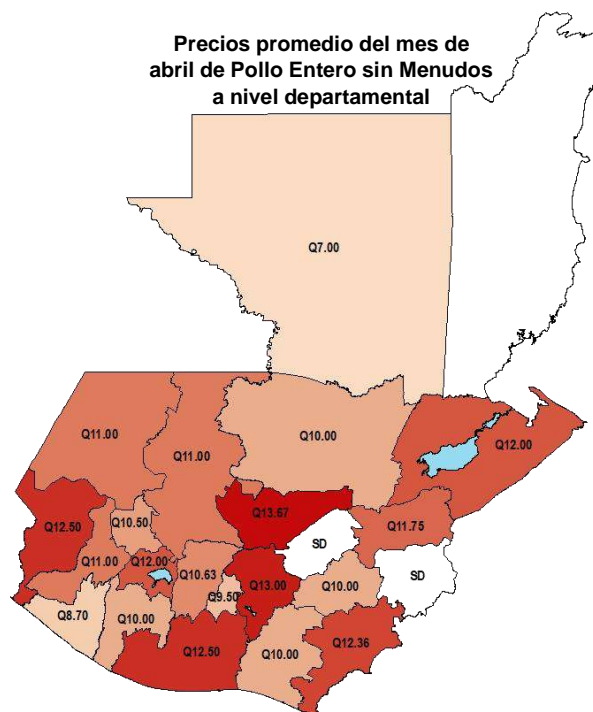 Precios promedio del mes de
abril de Pollo Entero sin Menudos
a nivel departamental
Q7.00
Q11.00
Q11.00
Q10.00
Q12.00
Q12.50
Q10.50
Q13.67
Q11.75
SD
SD
Q11.00
Q12.00
Q10.63
Q9.50
Q13.00
Q10.00
Q8.70
Q10.00
Q12.50
Q10.00
Q12.36